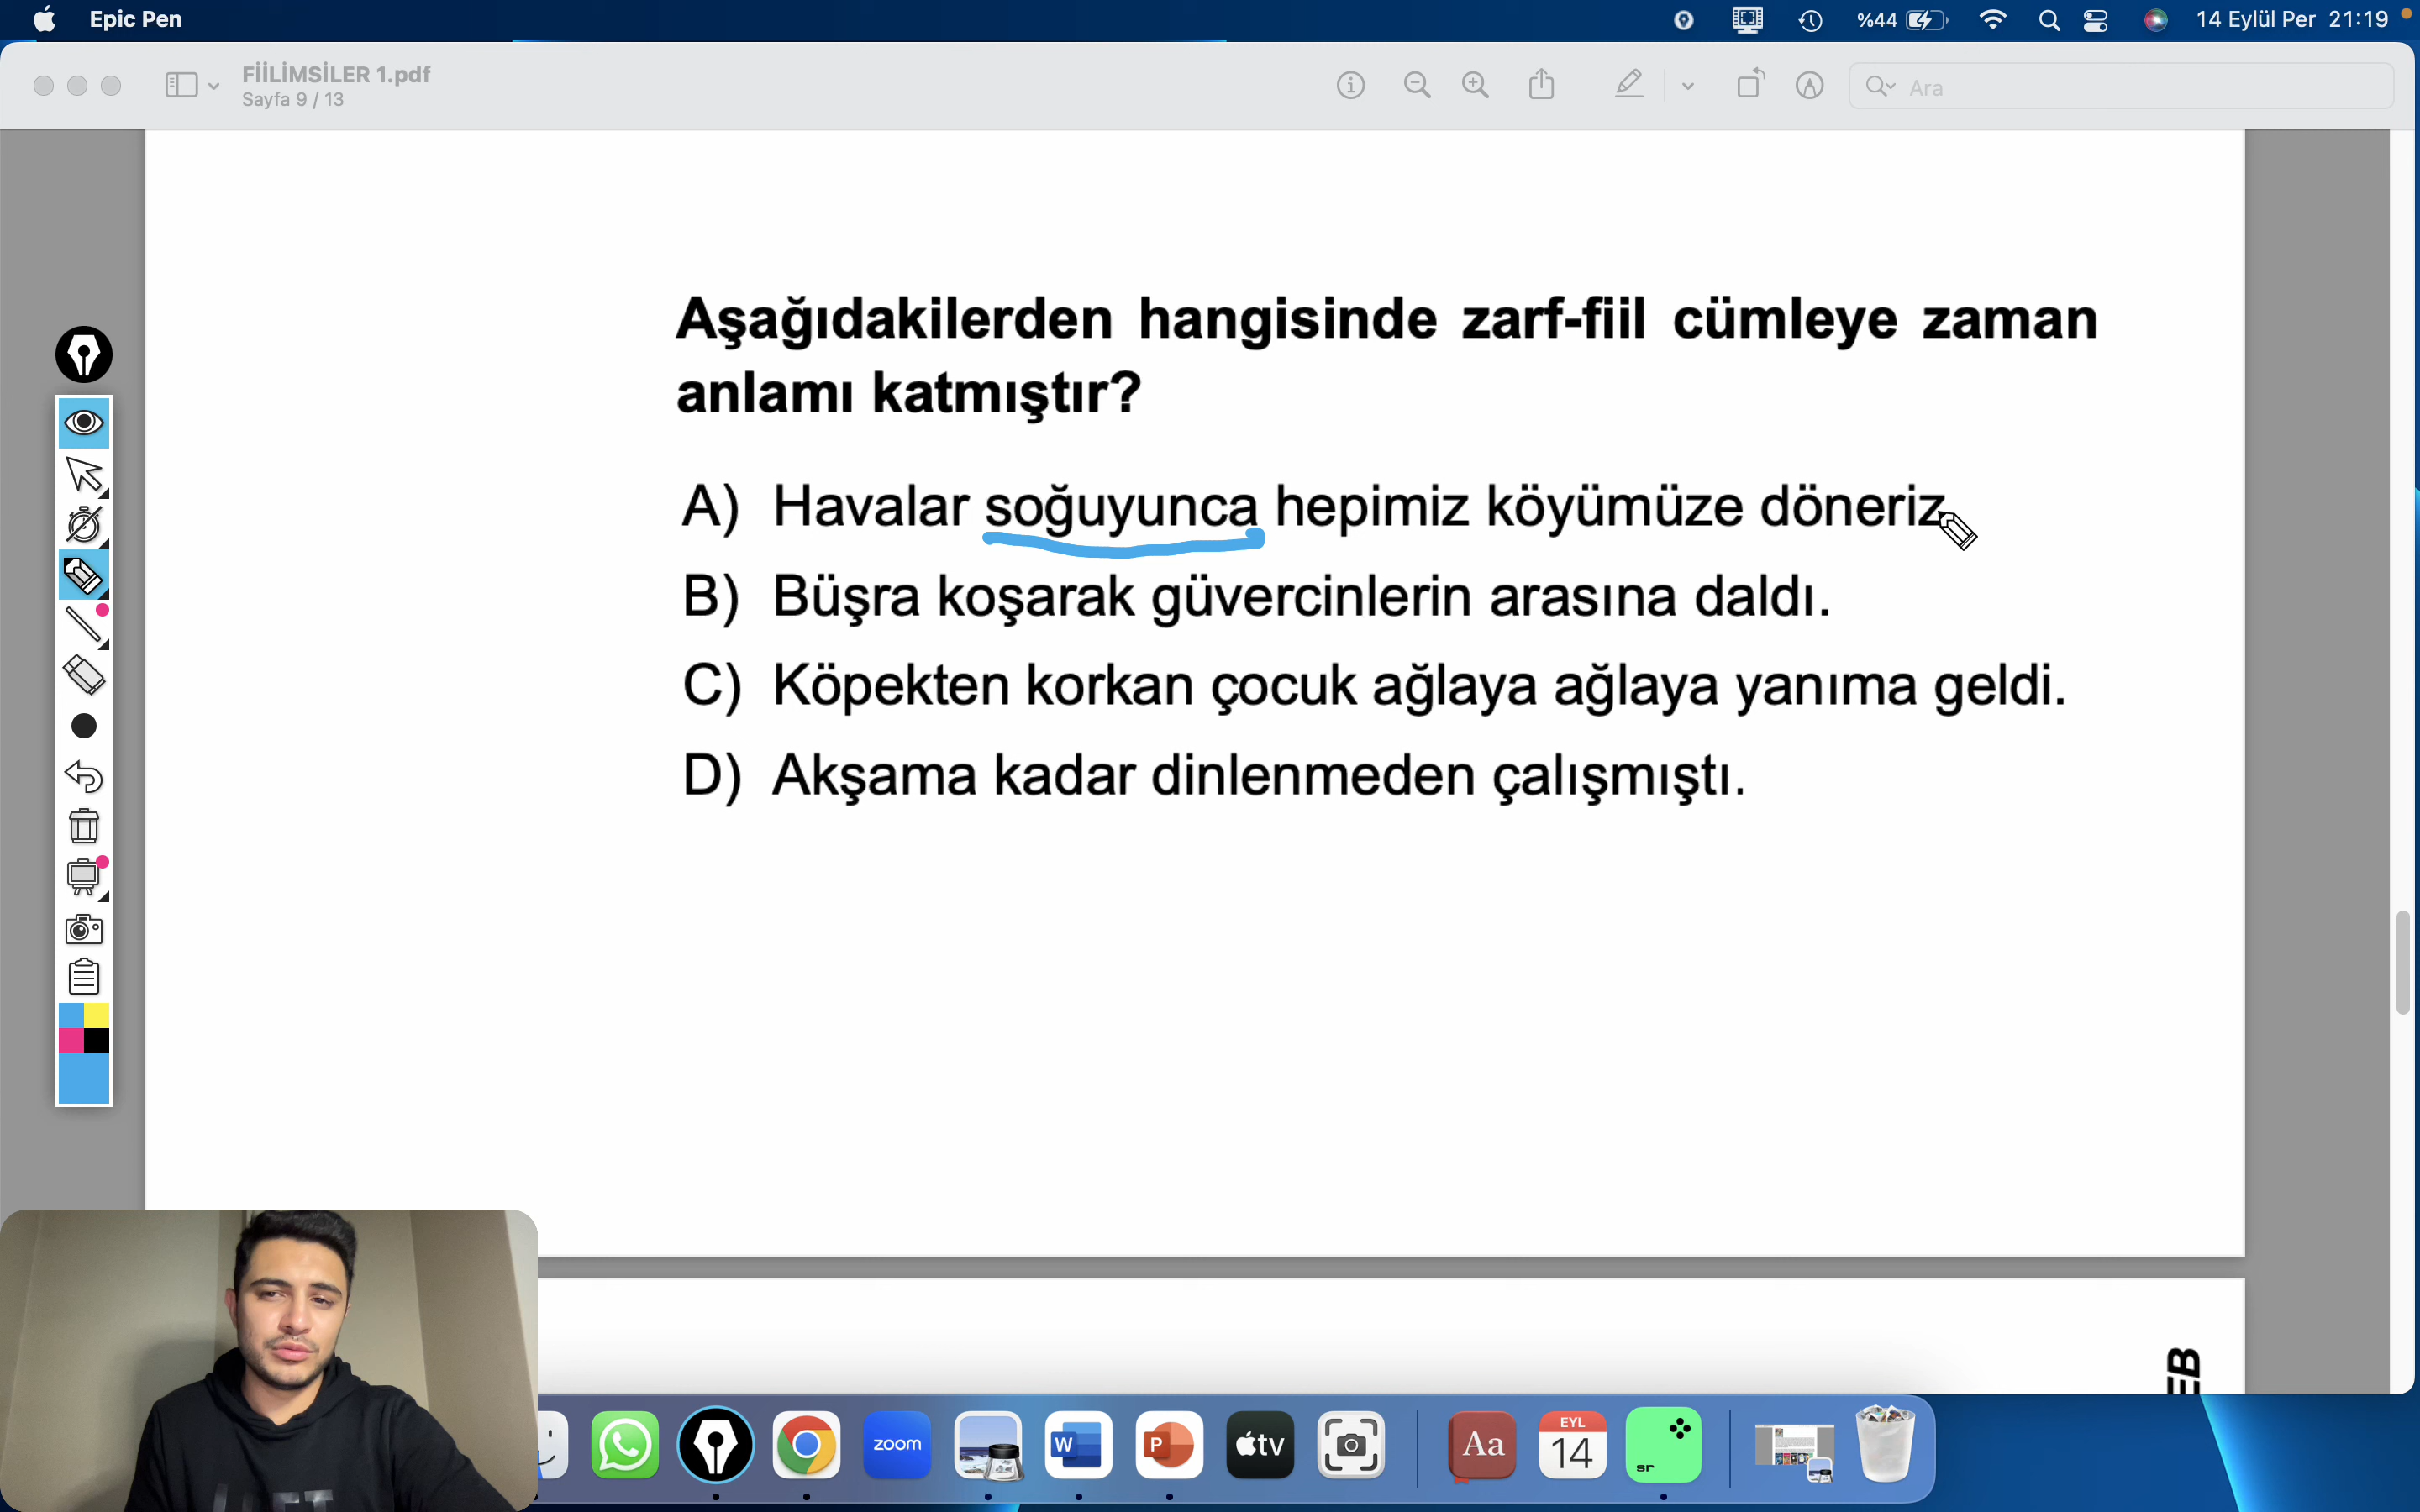 Epic Pen
%44
14 Eylül Per 21:19
FİİLİMSİLER 1.pdf
Sayfa 9 / 13
Ara
Aşağıdakilerden hangisinde zarf-fiil cümleye zaman
anlamı katmıştır?
A) Havalar soğuyunca hepimiz köyümüze döneriz.
B) Büşra koşarak güvercinlerin arasına daldı.
C) Köpekten korkan çocuk ağlaya ağlaya yanıma geldi.
D) Akşama kadar dinlenmeden çalışmıştı.
EB
zoom
W
P
tv
Aa
EYL
14
sr